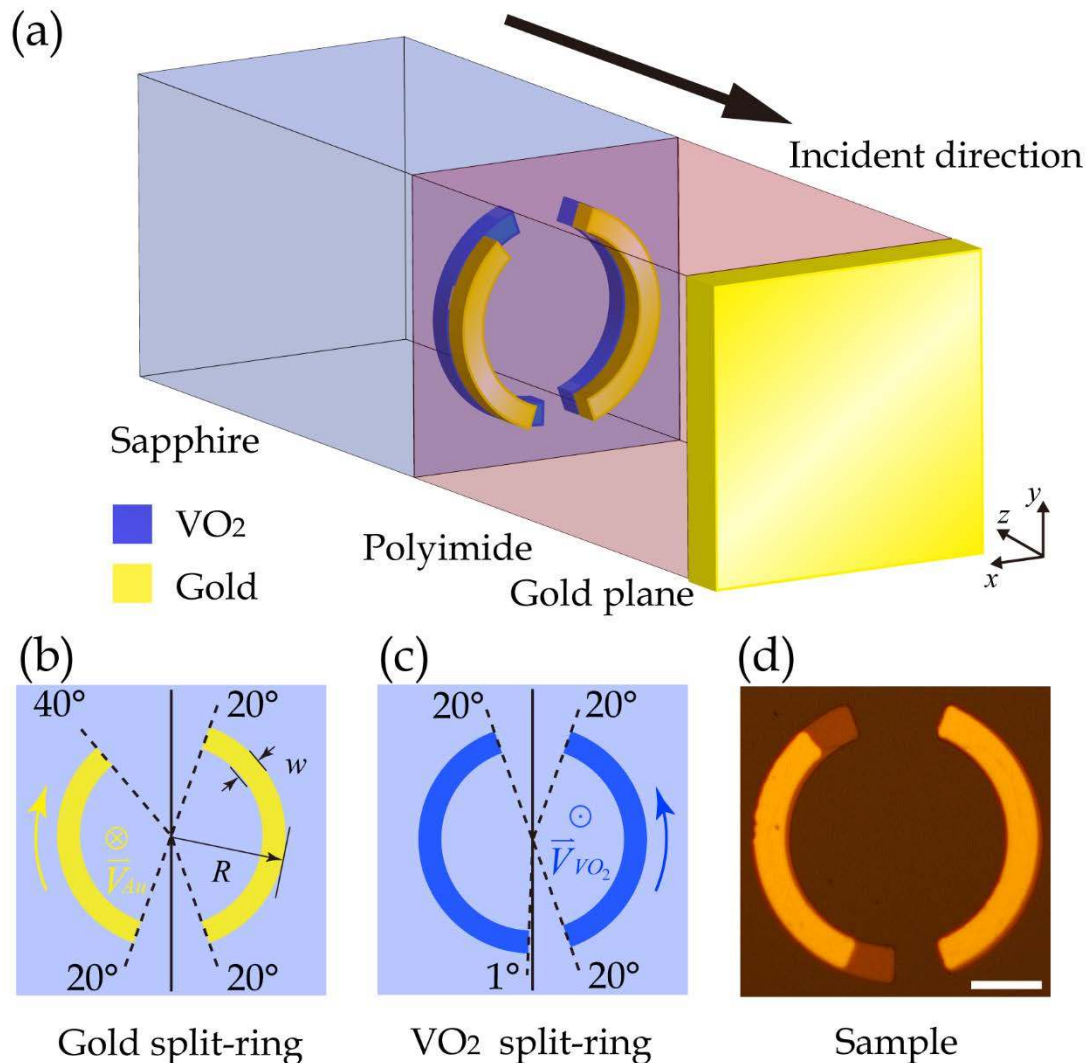 (a)
Incident direction
Sapphire
VO2
Gold
Polyimide
Gold plane
y
z
x
(b)
40°
20°
w
R
V⃗Au
20°
20°
Gold split-ring
(c)
20°
20°
V⃗VO2
1°
20°
VO2 split-ring
(d)
Sample